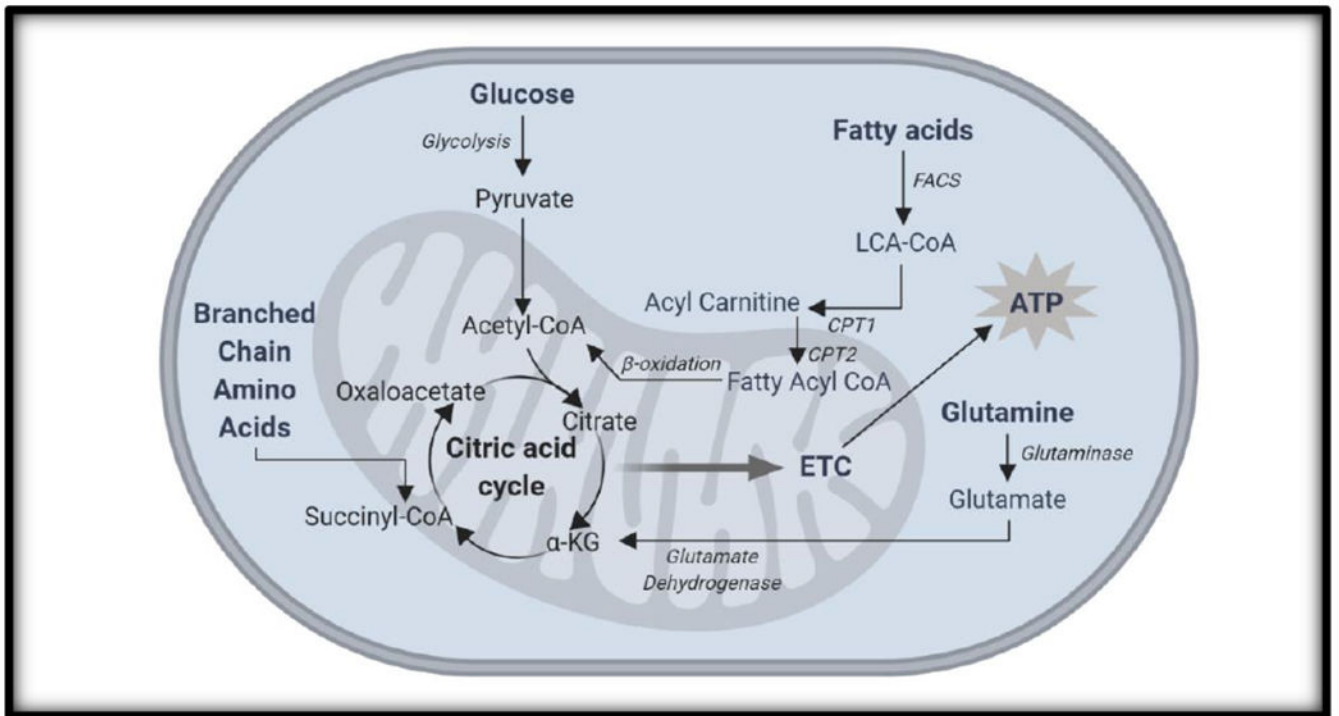 Glucose
Glycolysis
Pyruvate
Acetyl-CoA
Fatty acids
FACS
LCA-CoA
Acyl Carnitine
CPT1
CPT2
β-oxidation
Fatty Acyl CoA
ATP
Branched
Chain
Amino
Acids
Oxaloacetate
Citrate
Citric acid
cycle
Succinyl-CoA
α-KG
ETC
Glutamine
Glutaminase
Glutamate
Glutamate
Dehydrogenase